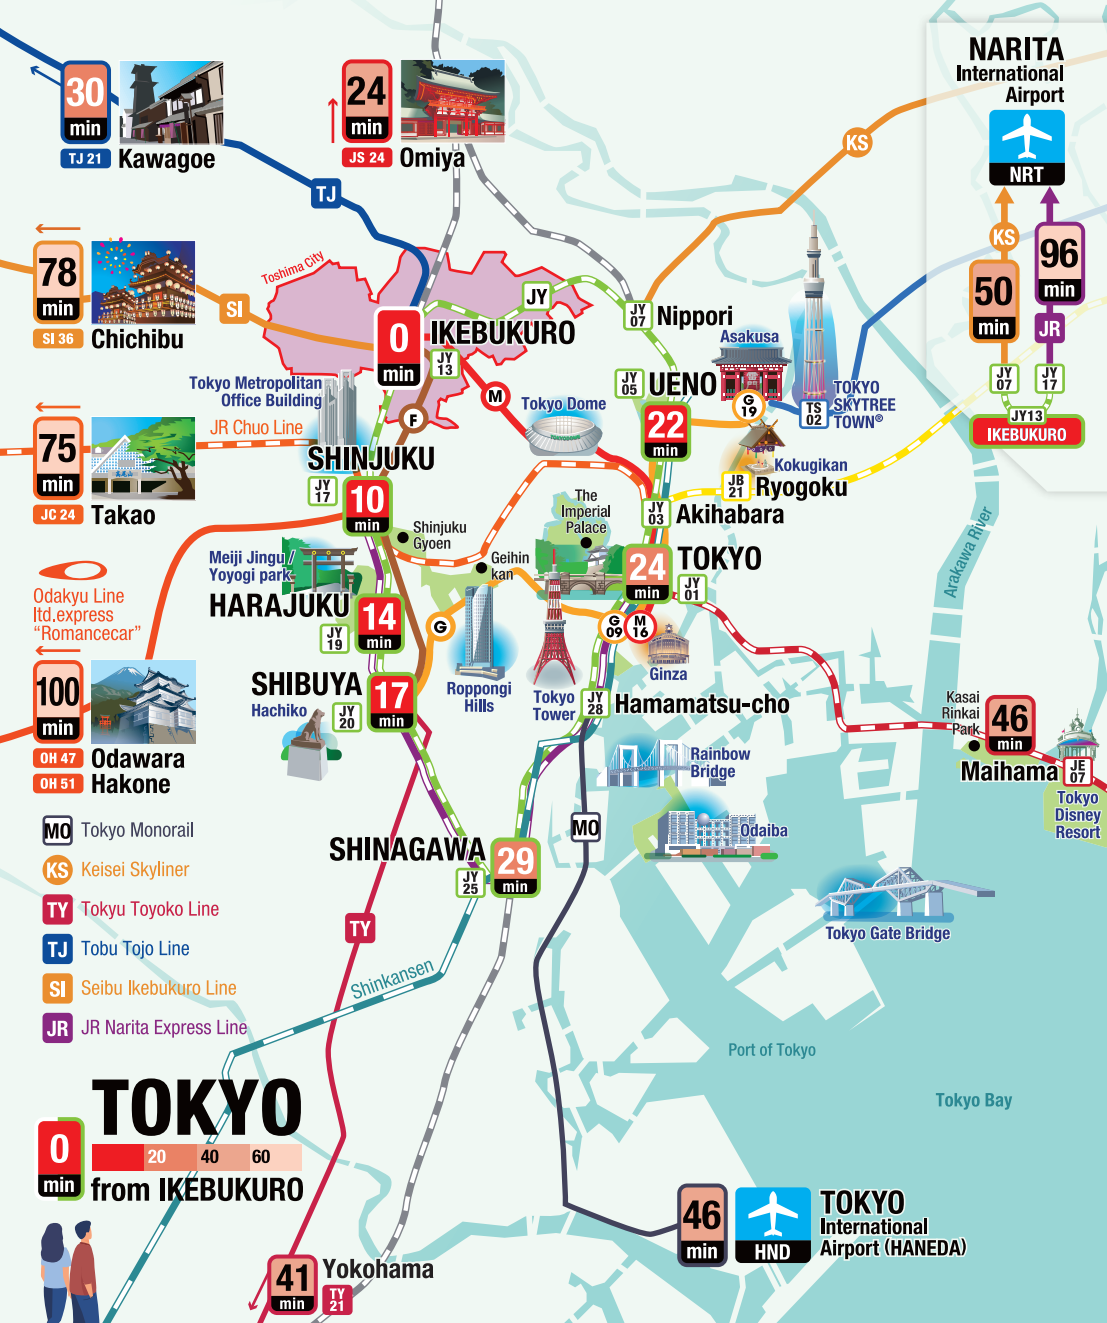 NARITA
International
Airport
NRT
KS
50
min
96
min
JR
JY
07
JY
17
JY13
IKEBUKURO
30
min
TJ 21
Kawagoe
24
min
JS 24
Omiya
KS
TJ
78
min
SI 36
Chichibu
Toshima City
SI
JY
0
min
IKEBUKURO
JY
13
JY
07
Nippori
Asakusa
Tokyo Metropolitan
Office Building
M
Tokyo Dome
TOKYODOME
JY
05
UENO
22
min
G
19
TS
02
TOKYO
SKYTREE
TOWN®
JR Chuo Line
F
75
min
JC 24
Takao
SHINJUKU
JY
17
10
min
Kokugikan
JB
21
Ryogoku
The
Imperial
Palace
JY
03
Akihabara
Shinjuku
Gyoen
Geihin
kan
24
min
TOKYO
JY
01
Arakawa River
Meiji Jingu /
Yoyogi park
HARAJUKU
JY
19
14
min
Odakyu Line
ltd.express
“Romancecar”
G
G
09
M
16
Ginza
100
min
OH 47
Odawara
OH 51
Hakone
SHIBUYA
Hachiko
JY
20
17
min
Roppongi
Hills
Tokyo
Tower
JY
28
Hamamatsu-cho
Kasai
Rinkai
Park
46
min
Maihama
JE
07
Tokyo
Disney
Resort
Rainbow
Bridge
MO
Odaiba
SHINAGAWA
JY
25
29
min
Tokyo Gate Bridge
MO Tokyo Monorail
KS Keisei Skyliner
TY Tokyu Toyoko Line
TJ Tobu Tojo Line
SI Seibu Ikebukuro Line
JR JR Narita Express Line
TY
Shinkansen
Port of Tokyo
Tokyo Bay
TOKYO
0
min
20 40 60
from IKEBUKURO
46
min
HND
TOKYO
International
Airport (HANEDA)
41
min
Yokohama
TY
21